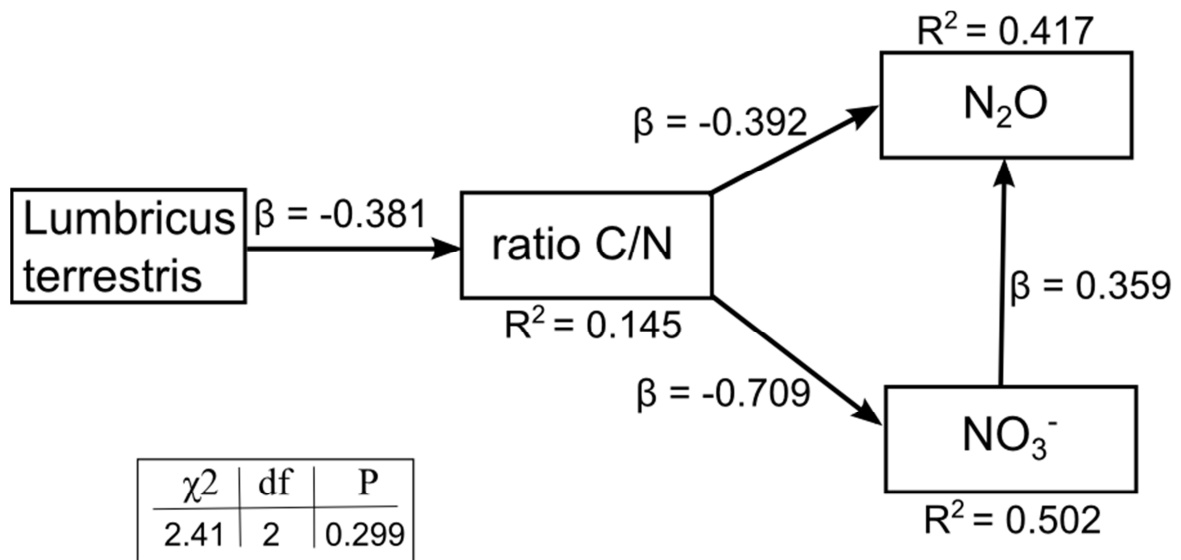 R² = 0.417
N₂O
β = -0.392
Lumbricus
terrestris
β = -0.381
ratio C/N
R² = 0.145
β = 0.359
β = -0.709
NO₃⁻
R² = 0.502
χ2 df P
2.41 2 0.299